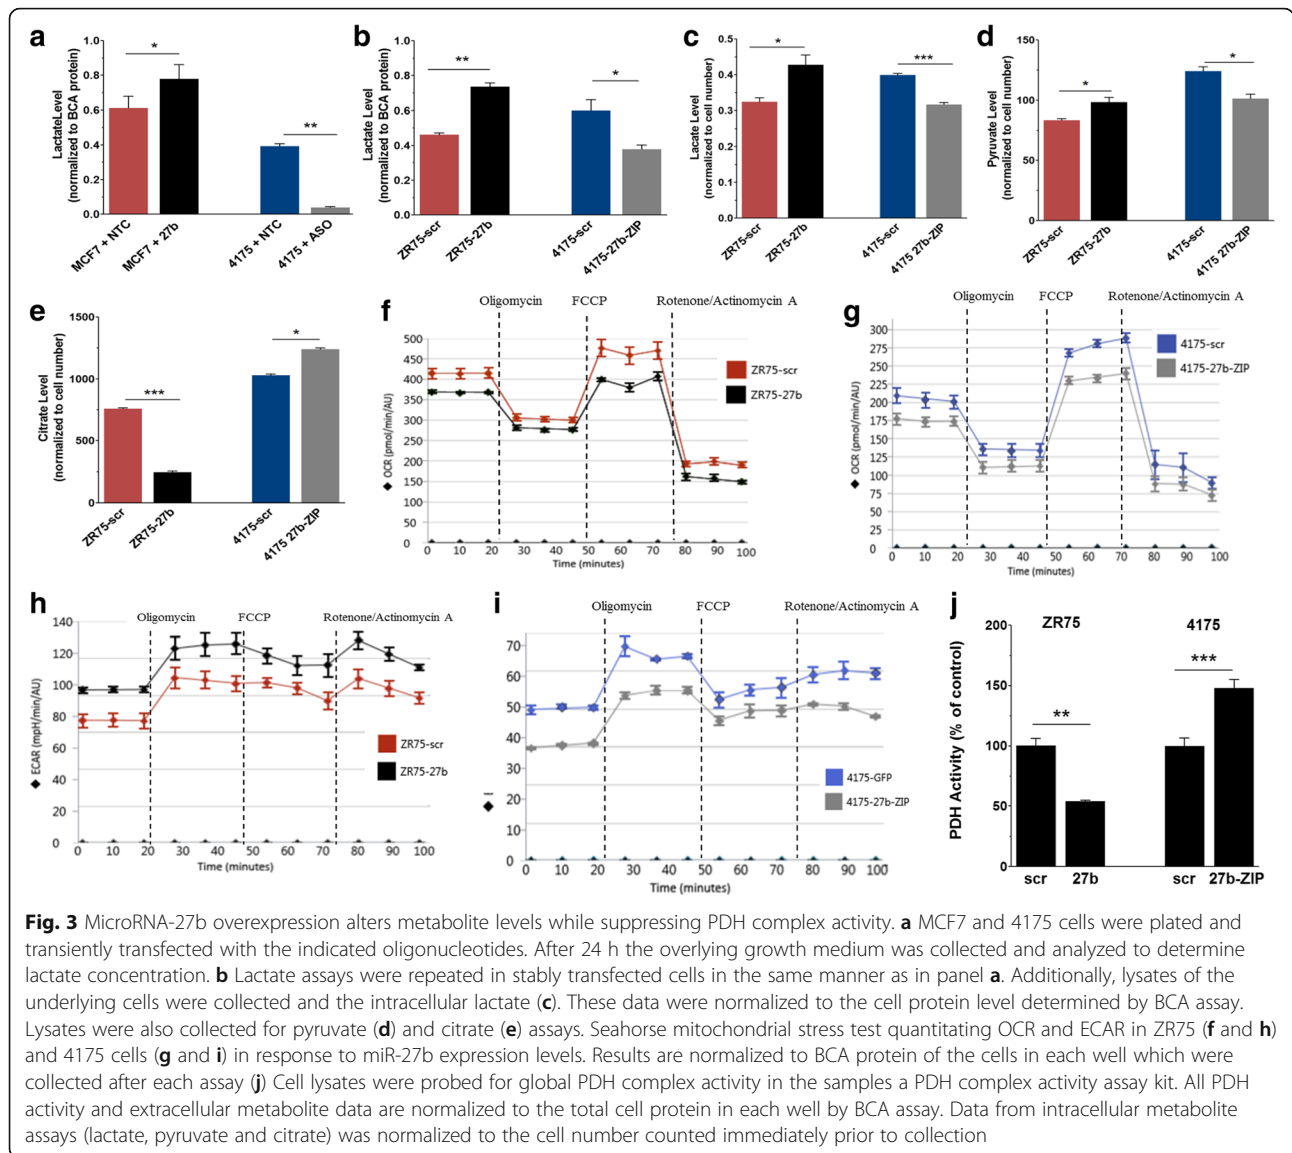 a
LactateLevel
(normalized to BCA protein)
1.0
0.8
0.6
0.4
0.2
0.0
*
**
MCF7 + NTC
MCF7 + 27b
4175 + NTC
4175 + ASO
b
Lactate Level
(normalized to BCA protein)
1.0
0.8
0.6
0.4
0.2
0.0
**
*
ZR75-scr
ZR75-27b
4175-scr
4175-27b-ZIP
c
Lacate Level
(normalized to cell number)
0.5
0.4
0.3
0.2
0.1
0.0
*
***
ZR75-scr
ZR75-27b
4175-scr
4175 27b-ZIP
d
Pyruvate Level
(normalized to cell number)
150
100
50
0
*
*
ZR75-scr
ZR75-27b
4175-scr
4175 27b-ZIP
e
Citrate Level
(normalized to cell number)
1500
1000
500
0
***
*
ZR75-scr
ZR75-27b
4175-scr
4175 27b-ZIP
f
Oligomycin FCCP Rotenone/Actinomycin A
OCR (pmol/min/AU)
500
450
400
350
300
250
200
150
100
50
0
ZR75-scr
ZR75-27b
0 10 20 30 40 50 60 70 80 90 100
Time (minutes)
g
Oligomycin FCCP Rotenone/Actinomycin A
OCR (pmol/min/AU)
300
275
250
225
200
175
150
125
100
75
50
25
0
4175-scr
4175-27b-ZIP
0 10 20 30 40 50 60 70 80 90 100
Time (minutes)
h
Oligomycin FCCP Rotenone/Actinomycin A
ECAR (mpH/min/AU)
140
120
100
80
60
40
20
0
ZR75-scr
ZR75-27b
0 10 20 30 40 50 60 70 80 90 100
Time (minutes)
i
Oligomycin FCCP Rotenone/Actinomycin A
70
60
50
40
30
20
10
0
4175-GFP
4175-27b-ZIP
0 10 20 30 40 50 60 70 80 90 100
Time (minutes)
j
PDH Activity (% of control)
200
150
100
50
0
ZR75 4175
**
***
scr 27b scr 27b-ZIP
Fig. 3 MicroRNA-27b overexpression alters metabolite levels while suppressing PDH complex activity. a MCF7 and 4175 cells were plated and
transiently transfected with the indicated oligonucleotides. After 24 h the overlying growth medium was collected and analyzed to determine
lactate concentration. b Lactate assays were repeated in stably transfected cells in the same manner as in panel a. Additionally, lysates of the
underlying cells were collected and the intracellular lactate (c). These data were normalized to the cell protein level determined by BCA assay.
Lysates were also collected for pyruvate (d) and citrate (e) assays. Seahorse mitochondrial stress test quantitating OCR and ECAR in ZR75 (f and h)
and 4175 cells (g and i) in response to miR-27b expression levels. Results are normalized to BCA protein of the cells in each well which were
collected after each assay (j) Cell lysates were probed for global PDH complex activity in the samples a PDH complex activity assay kit. All PDH
activity and extracellular metabolite data are normalized to the total cell protein in each well by BCA assay. Data from intracellular metabolite
assays (lactate, pyruvate and citrate) was normalized to the cell number counted immediately prior to collection